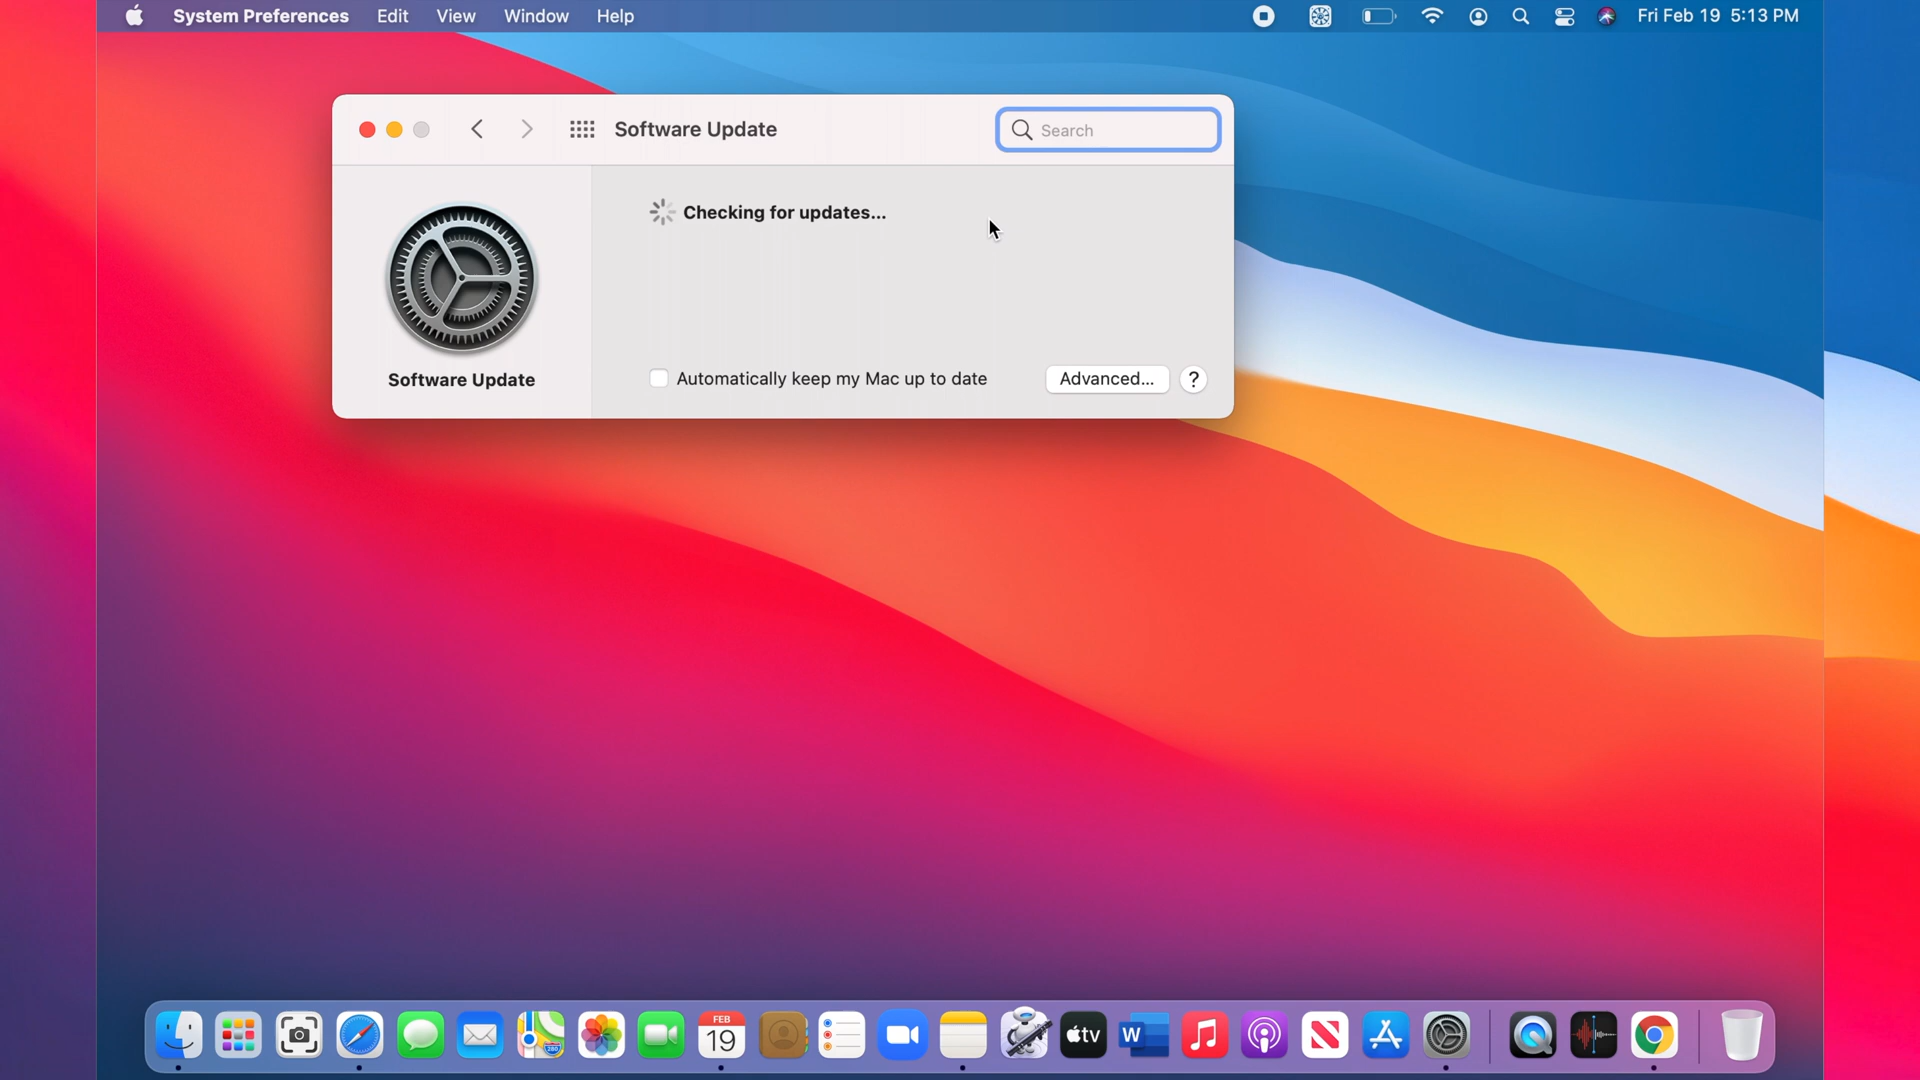 System Preferences Edit View Window Help Fri Feb 19 5:13 PM
Software Update Search
Checking for updates...
Software Update
Automatically keep my Mac up to date Advanced... ?
FEB
19
280
tv
W